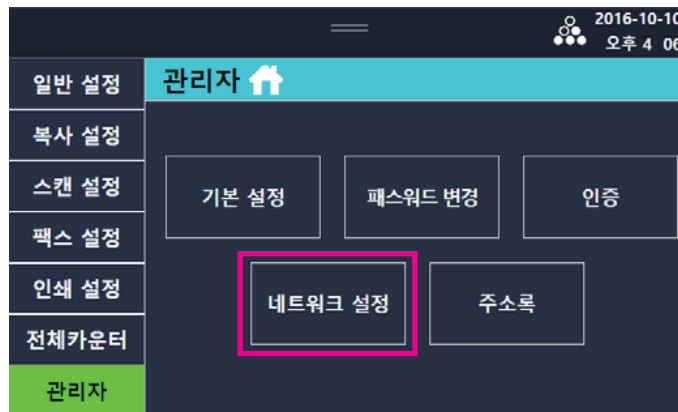 2016-10-10
오후 4 06
일반 설정
관리자
복사 설정
스캔 설정
기본 설정
패스워드 변경
인증
팩스 설정
인쇄 설정
네트워크 설정
주소록
전체카운터
관리자